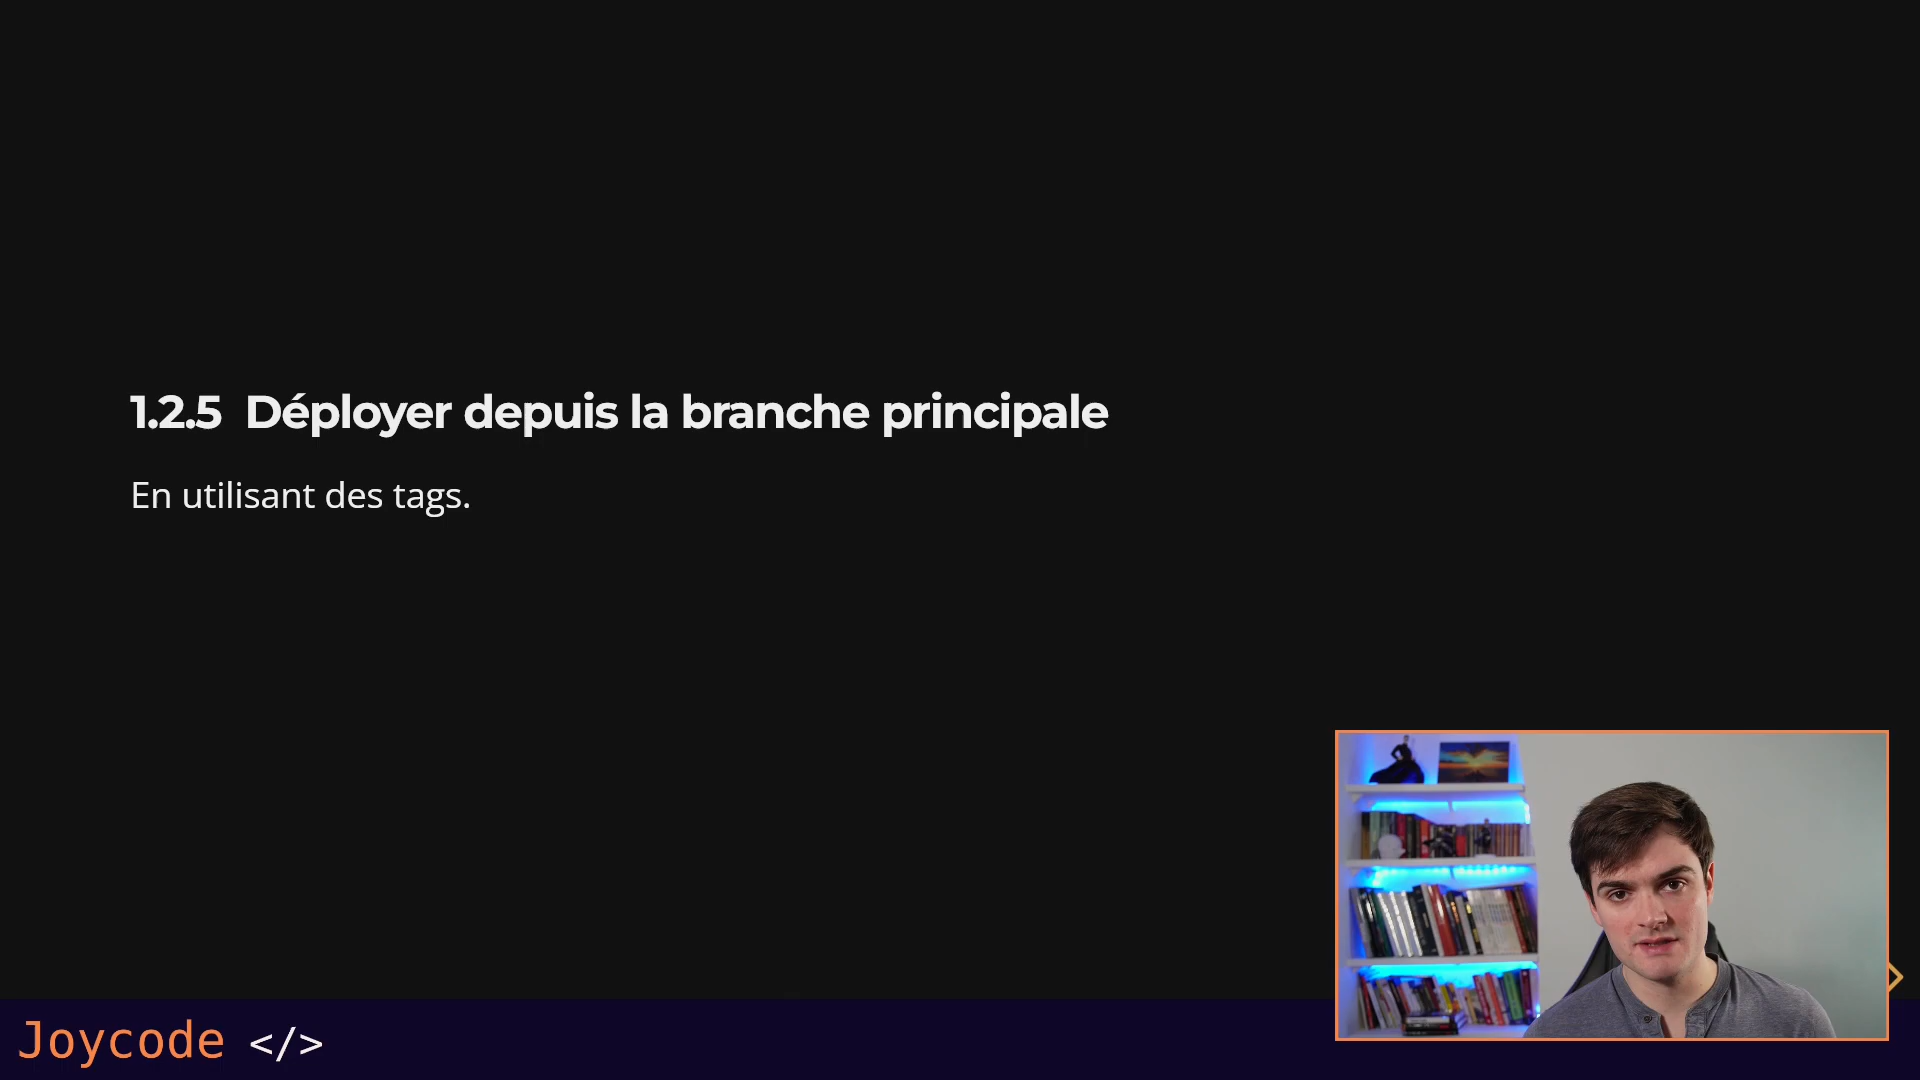 1.2.5 Déployer depuis la branche principale
En utilisant des tags.
Joycode </>